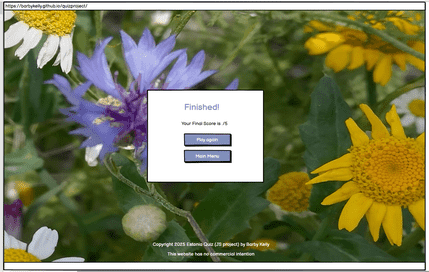 https://barbykelly.github.io/quizproject/
Finished!
Your Final Score is: /5
Play again
Main Menu
Copyright 2025 Estonia Quiz (JS project) by Barby Kelly
This website has no commercial intention